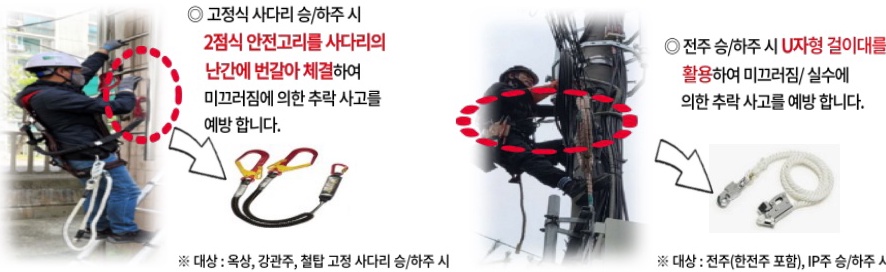 ◎ 고정식 사다리 승/하주 시
2점식 안전고리를 사다리의
난간에 번갈아 체결하여
미끄러짐에 의한 추락 사고를
예방 합니다.
※ 대상 : 옥상, 강관주, 철탑 고정 사다리 승/하주 시
◎ 전주 승/하주 시 U자형 걸이대를
활용하여 미끄러짐/ 실수에
의한 추락 사고를 예방 합니다.
※ 대상 : 전주(한전주 포함), IP주 승/하주 시